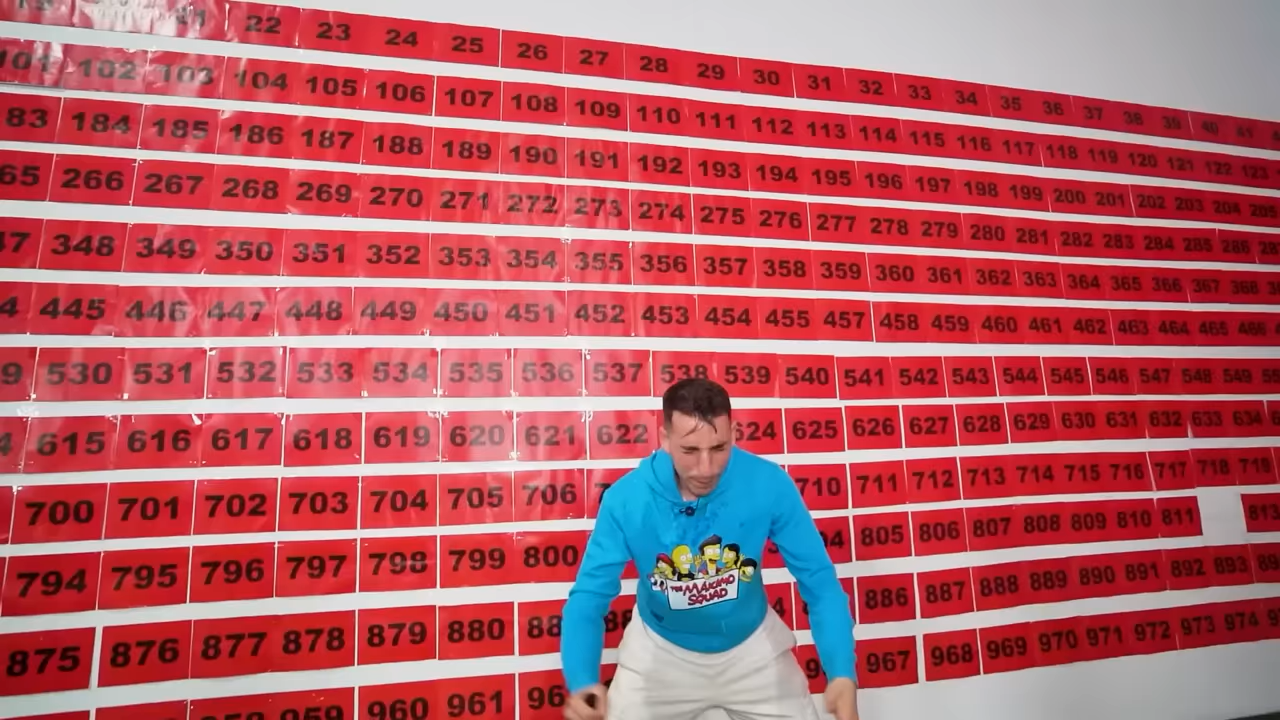 22 23 24 25 26 27 28 29 30 31 32 33 34 35 36 37 38 39 40 41
101 102 103 104 105 106 107 108 109 110 111 112 113 114 115 116 117 118 119 120 121 122 123
83 184 185 186 187 188 189 190 191 192 193 194 195 196 197 198 199 200 201 202 203 204 205
65 266 267 268 269 270 271 272 273 274 275 276 277 278 279 280 281 282 283 284 285 286
47 348 349 350 351 352 353 354 355 356 357 358 359 360 361 362 363 364 365 366 367 368
4 445 446 447 448 449 450 451 452 453 454 455 457 458 459 460 461 462 463 464 465 466
9 530 531 532 533 534 535 536 537 538 539 540 541 542 543 544 545 546 547 548 549
4 615 616 617 618 619 620 621 622 624 625 626 627 628 629 630 631 632 633 634
700 701 702 703 704 705 706 710 711 712 713 714 715 716 717 718 719
794 795 796 797 798 799 800 805 806 807 808 809 810 811 813
875 876 877 878 879 880 886 887 888 889 890 891 892 893
959 960 961 967 968 969 970 971 972 973 974
THE MAKIMO
SQUAD